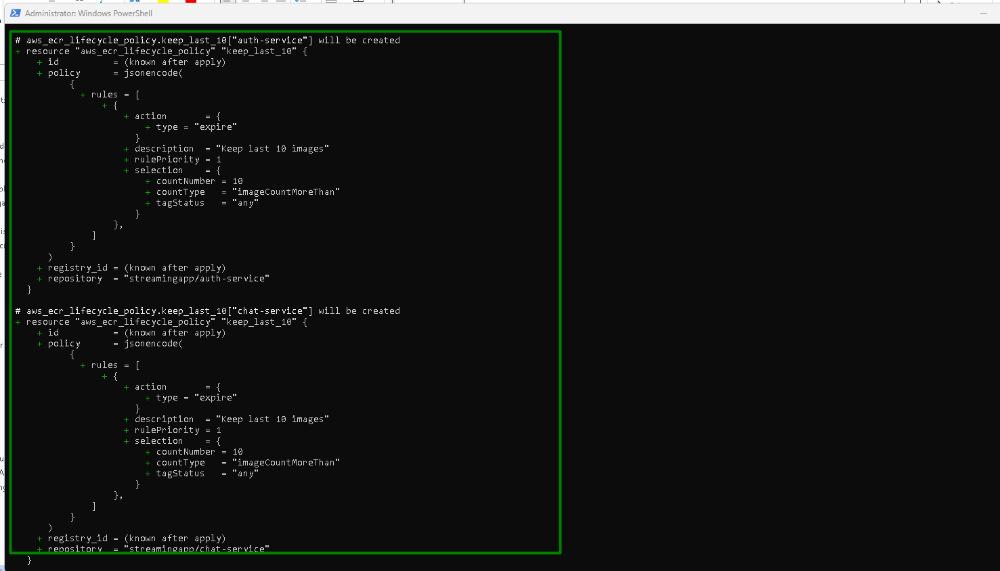 Administrator: Windows PowerShell
# aws_ecr_lifecycle_policy.keep_last_10["auth-service"] will be created
+ resource "aws_ecr_lifecycle_policy" "keep_last_10" {
    + id          = (known after apply)
    + policy      = jsonencode(
          {
            + rules = [
                + {
                    + action       = {
                        + type = "expire"
                      }
                    + description  = "Keep last 10 images"
                    + rulePriority = 1
                    + selection    = {
                        + countNumber = 10
                        + countType   = "imageCountMoreThan"
                        + tagStatus   = "any"
                      }
                  },
              ]
          }
      )
    + registry_id = (known after apply)
    + repository  = "streamingapp/auth-service"
  }
# aws_ecr_lifecycle_policy.keep_last_10["chat-service"] will be created
+ resource "aws_ecr_lifecycle_policy" "keep_last_10" {
    + id          = (known after apply)
    + policy      = jsonencode(
          {
            + rules = [
                + {
                    + action       = {
                        + type = "expire"
                      }
                    + description  = "Keep last 10 images"
                    + rulePriority = 1
                    + selection    = {
                        + countNumber = 10
                        + countType   = "imageCountMoreThan"
                        + tagStatus   = "any"
                      }
                  },
              ]
          }
      )
    + registry_id = (known after apply)
    + repository  = "streamingapp/chat-service"
  }